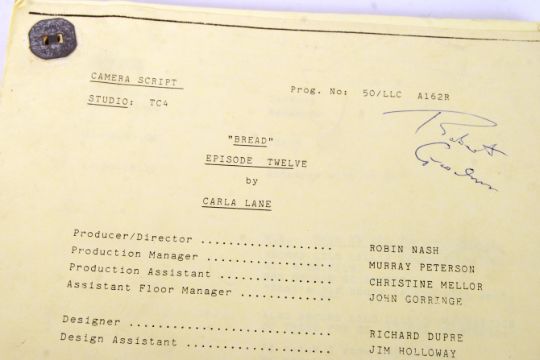 CAMERA SCRIPT
Prog. No: 50/LLC A162R
STUDIO: TC4
"BREAD"
EPISODE TWELVE
by
CARLA LANE
Producer/Director .................. ROBIN NASH
Production Manager ................. MURRAY PETERSON
Production Assistant ............... CHRISTINE MELLOR
Assistant Floor Manager ............ JOHN GORRINGE
Designer ........................... RICHARD DUPRE
Design Assistant ................... JIM HOLLOWAY